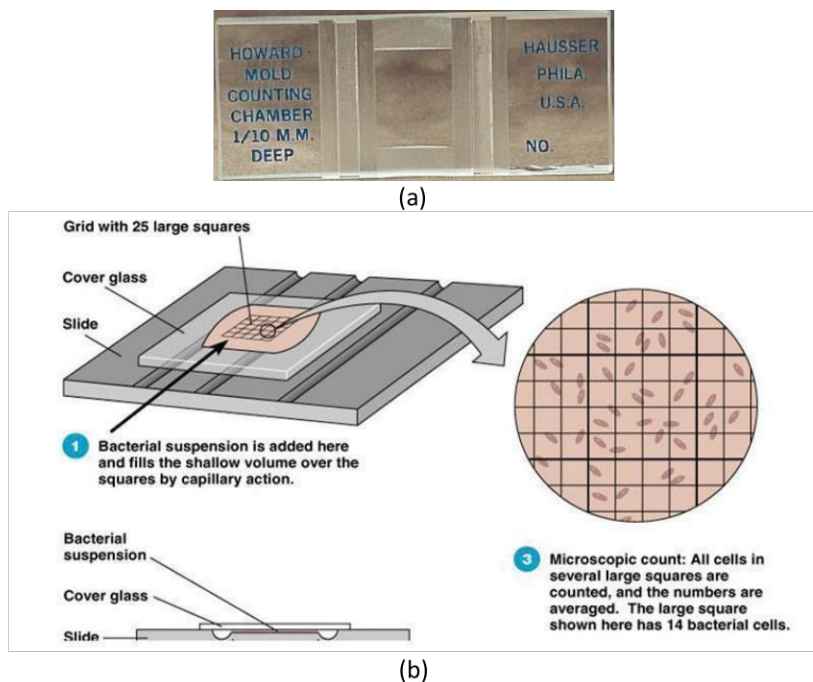 HOWARD-
MOLD
COUNTING
CHAMBER
1/10 M.M.
DEEP
HAUSSER
PHILA.
U.S.A.
NO.
(a)
Grid with 25 large squares
Cover glass
Slide
1 Bacterial suspension is added here
and fills the shallow volume over the
squares by capillary action.
Bacterial
suspension
Cover glass
Slide
3 Microscopic count: All cells in
several large squares are
counted, and the numbers are
averaged. The large square
shown here has 14 bacterial cells.
(b)